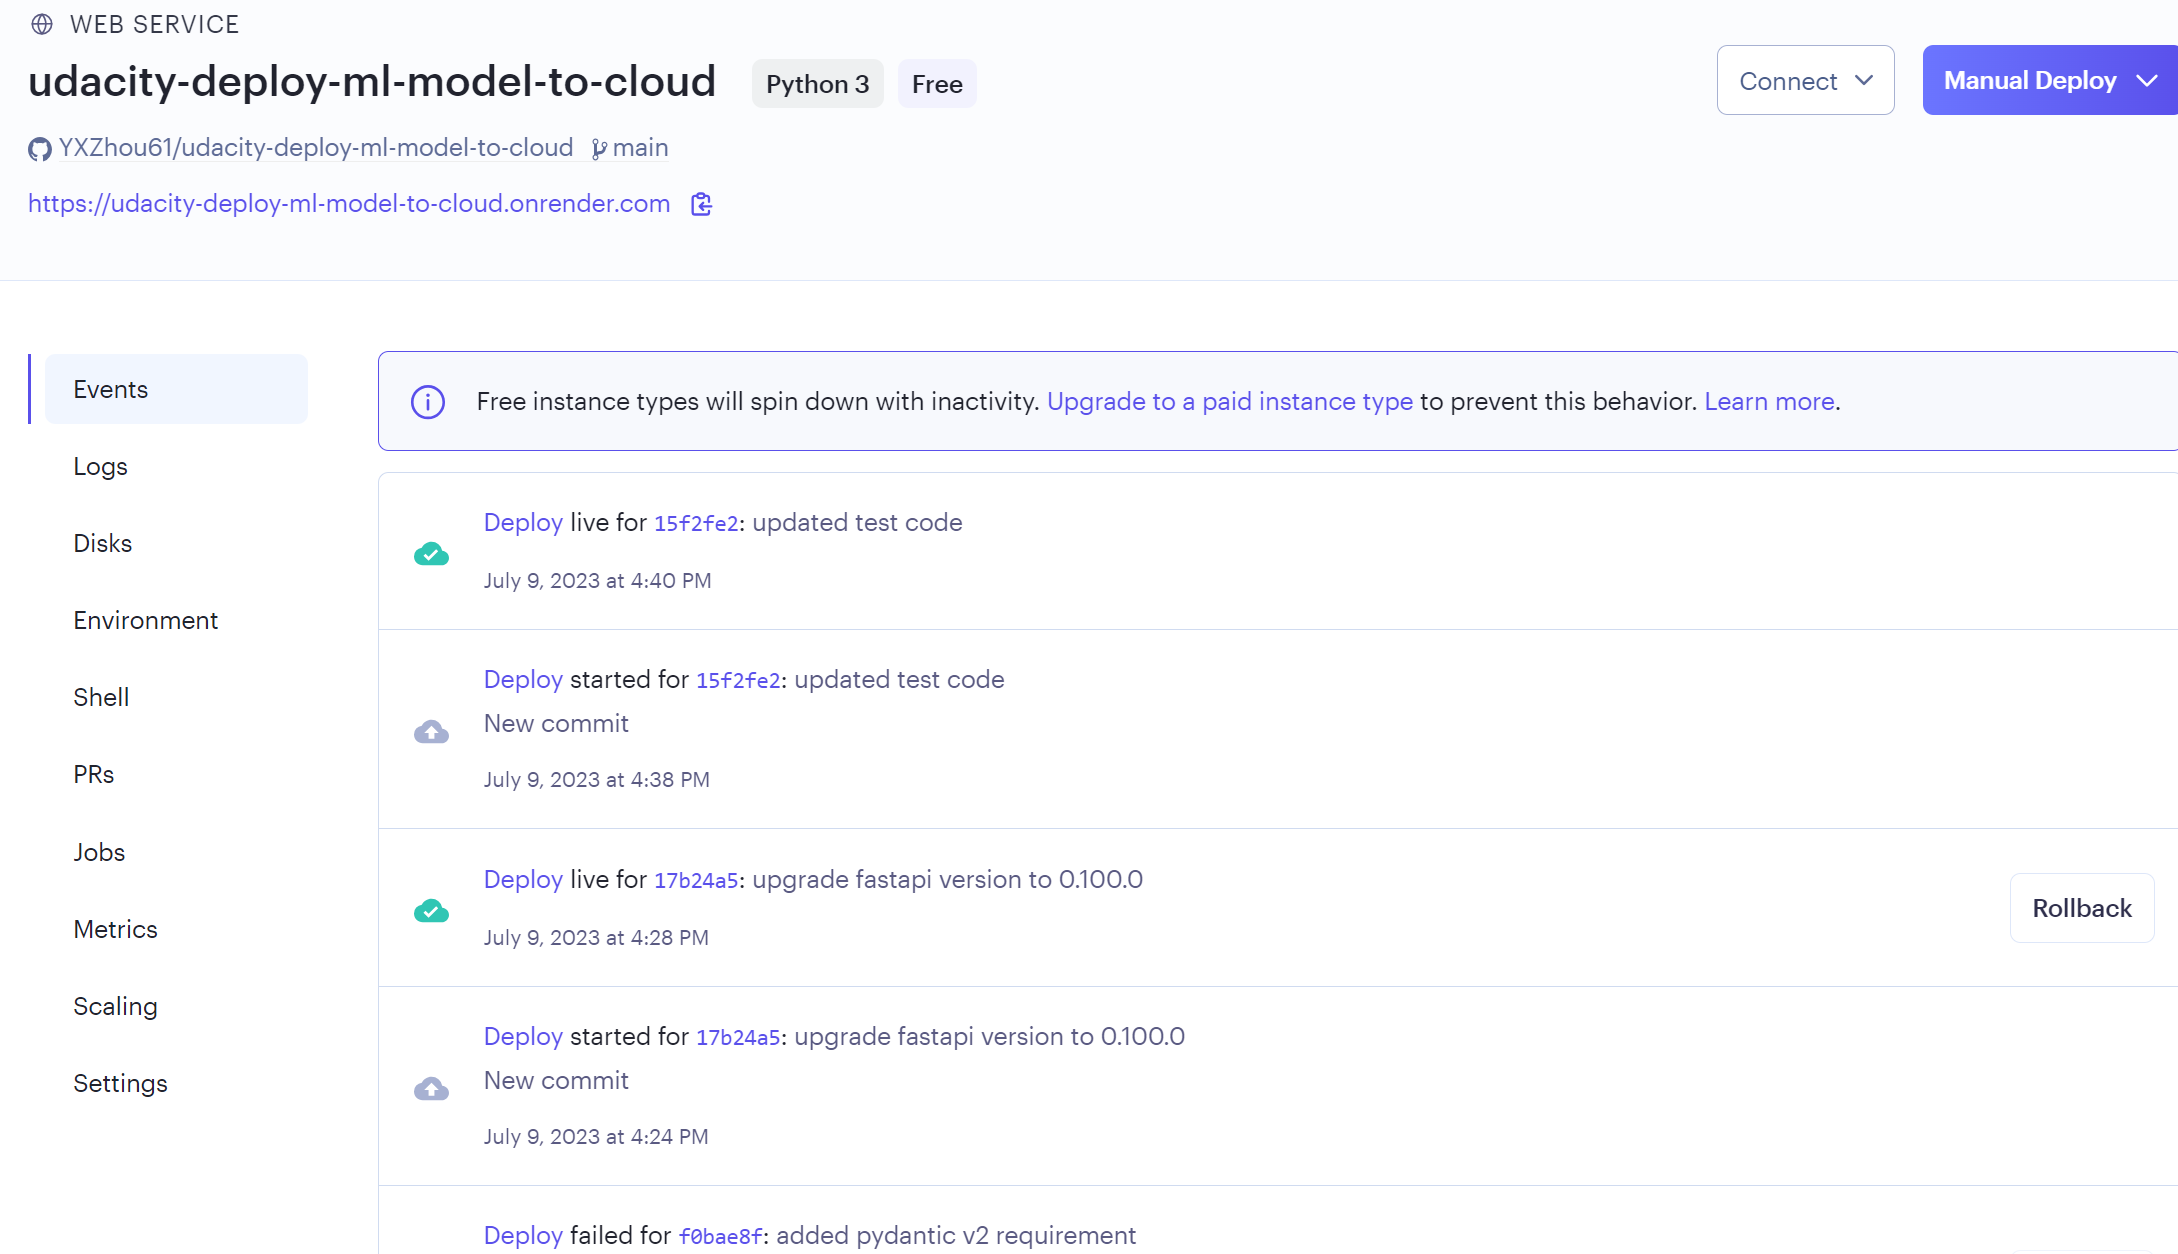 WEB SERVICE
udacity-deploy-ml-model-to-cloud Python 3 Free
Connect Manual Deploy
YXZhou61/udacity-deploy-ml-model-to-cloud main
https://udacity-deploy-ml-model-to-cloud.onrender.com
Events
Logs
Disks
Environment
Shell
PRs
Jobs
Metrics
Scaling
Settings
Free instance types will spin down with inactivity. Upgrade to a paid instance type to prevent this behavior. Learn more.
Deploy live for 15f2fe2: updated test code
July 9, 2023 at 4:40 PM
Deploy started for 15f2fe2: updated test code
New commit
July 9, 2023 at 4:38 PM
Deploy live for 17b24a5: upgrade fastapi version to 0.100.0
July 9, 2023 at 4:28 PM
Rollback
Deploy started for 17b24a5: upgrade fastapi version to 0.100.0
New commit
July 9, 2023 at 4:24 PM
Deploy failed for f0bae8f: added pydantic v2 requirement